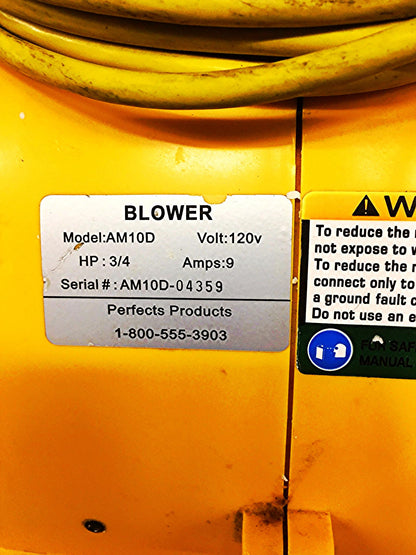 BLOWER
Model:AM10D Volt:120v
HP : 3/4 Amps:9
Serial # : AM10D-04359
Perfects Products
1-800-555-3903
W
To reduce the
not expose to
To reduce the
connect only to
a ground fault
Do not use an
FOR SAF
MANUAL